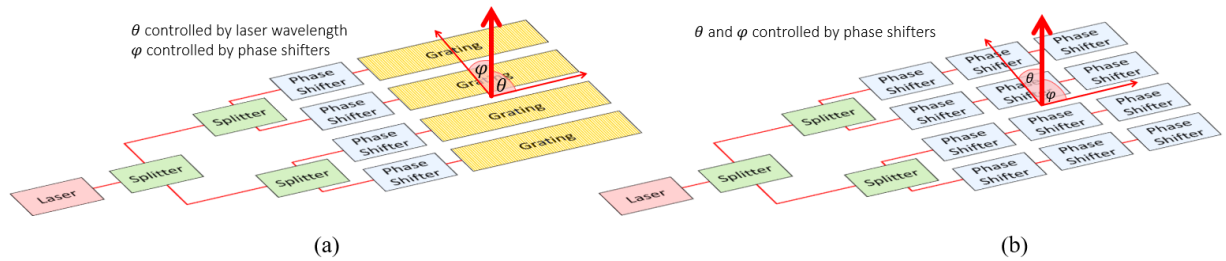 θ controlled by laser wavelength
φ controlled by phase shifters
Laser
Splitter
Splitter
Splitter
Phase
Shifter
Phase
Shifter
Phase
Shifter
Phase
Shifter
Grating
Grating
Grating
Grating
φ
θ
(a)
θ and φ controlled by phase shifters
Laser
Splitter
Splitter
Splitter
Phase
Shifter
Phase
Shifter
Phase
Shifter
Phase
Shifter
Phase
Shifter
Phase
Shifter
Phase
Shifter
Phase
Shifter
Phase
Shifter
Phase
Shifter
Phase
Shifter
Phase
Shifter
θ
φ
(b)